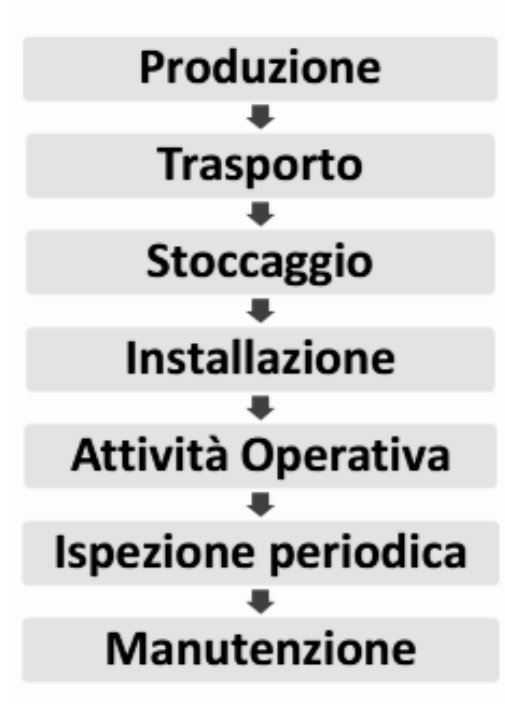 Produzione
Trasporto
Stoccaggio
Installazione
Attività Operativa
Ispezione periodica
Manutenzione